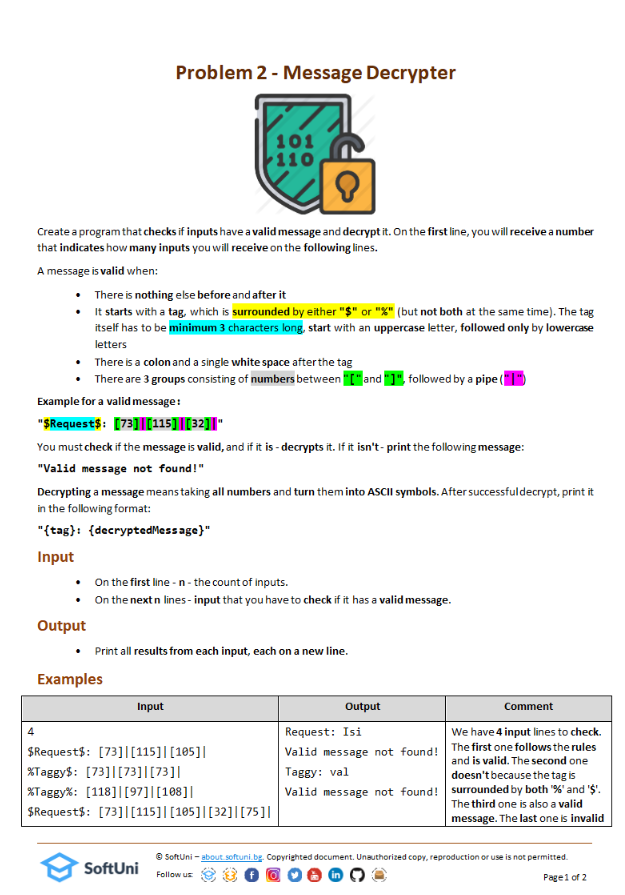 Problem 2 - Message Decrypter
101
110
Create a program that checks if inputs have a valid message and decrypt it. On the first line, you will receive a number
that indicates how many inputs you will receive on the following lines.
A message is valid when:
• There is nothing else before and after it
• It starts with a tag, which is surrounded by either "$" or "%" (but not both at the same time). The tag
itself has to be minimum 3 characters long, start with an uppercase letter, followed only by lowercase
letters
• There is a colon and a single white space after the tag
• There are 3 groups consisting of numbers between "[" and "]", followed by a pipe ("|")
Example for a valid message:
"$Request$: [73]|[115]|[32]|"
You must check if the message is valid, and if it is - decrypts it. If it isn't - print the following message:
"Valid message not found!"
Decrypting a message means taking all numbers and turn them into ASCII symbols. After successful decrypt, print it
in the following format:
"{tag}: {decryptedMessage}"
Input
• On the first line - n - the count of inputs.
• On the next n lines - input that you have to check if it has a valid message.
Output
• Print all results from each input, each on a new line.
Examples
Input Output Comment
4
$Request$: [73]|[115]|[105]|
%Taggy$: [73]|[73]|[73]|
%Taggy%: [118]|[97]|[108]|
$Request$: [73]|[115]|[105]|[32]|[75]|
Request: Isi
Valid message not found!
Taggy: val
Valid message not found!
We have 4 input lines to check.
The first one follows the rules
and is valid. The second one
doesn't because the tag is
surrounded by both '%' and '$'.
The third one is also a valid
message. The last one is invalid
SoftUni
© SoftUni – about.softuni.bg. Copyrighted document. Unauthorized copy, reproduction or use is not permitted.
Follow us:
Page 1 of 2